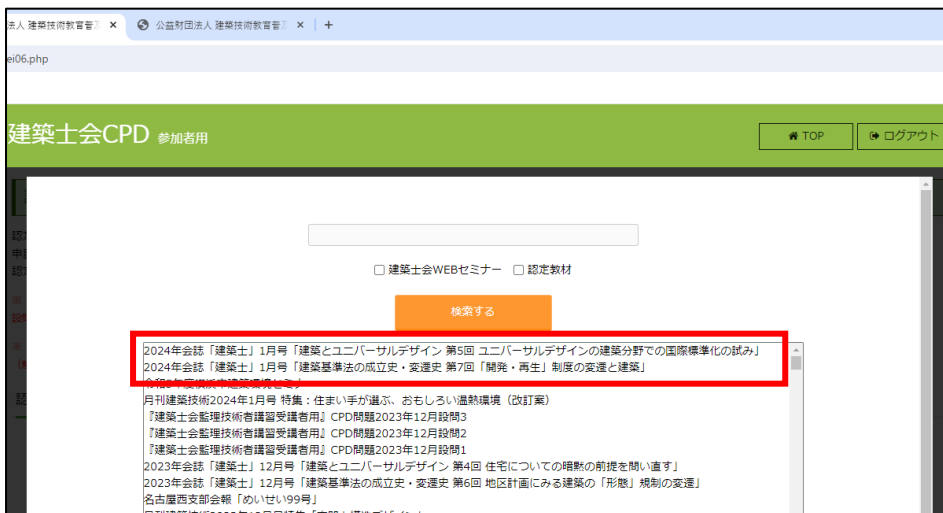 法人 建築技術教育普 × 公益財団法人 建築技術教育普 × +
ei06.php
建築士会CPD 参加者用
TOP
ログアウト
建築士会WEBセミナー 認定教材
検索する
2024年会誌「建築士」1月号「建築とユニバーサルデザイン 第5回 ユニバーサルデザインの建築分野での国際標準化の試み」
2024年会誌「建築士」1月号「建築基準法の成立史・変遷史 第7回「開発・再生」制度の変遷と建築」
月刊建築技術2024年1月号 特集：住まい手が選ぶ、おもしろい温熱環境（改訂案）
『建築士会監理技術者講習受講者用』CPD問題2023年12月設問3
『建築士会監理技術者講習受講者用』CPD問題2023年12月設問2
『建築士会監理技術者講習受講者用』CPD問題2023年12月設問1
2023年会誌「建築士」12月号「建築とユニバーサルデザイン 第4回 住宅についての暗黙の前提を問い直す」
2023年会誌「建築士」12月号「建築基準法の成立史・変遷史 第6回 地区計画にみる建築の「形態」規制の変遷」
名古屋西支部会報「めいせい99号」